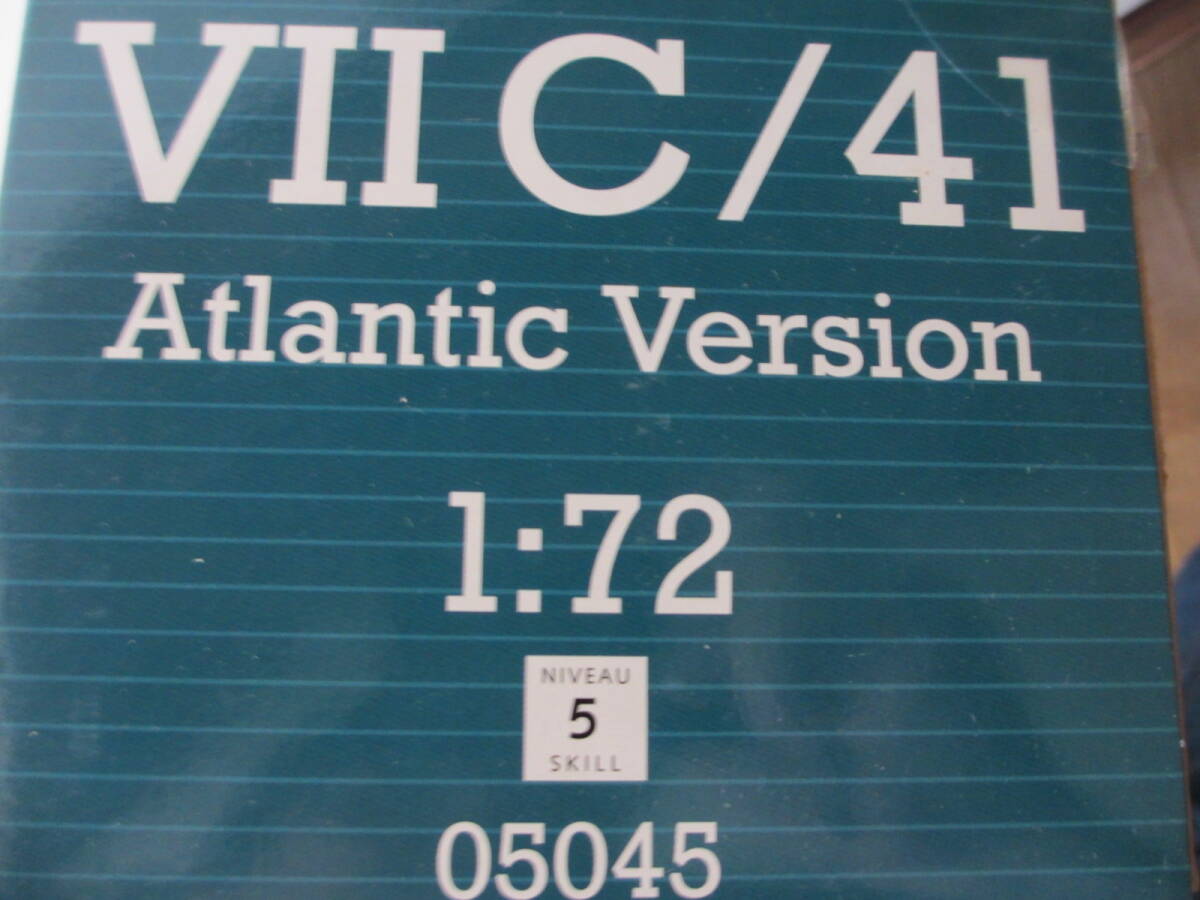 VII C/41
Atlantic Version
1:72
NIVEAU
5
SKILL
05045